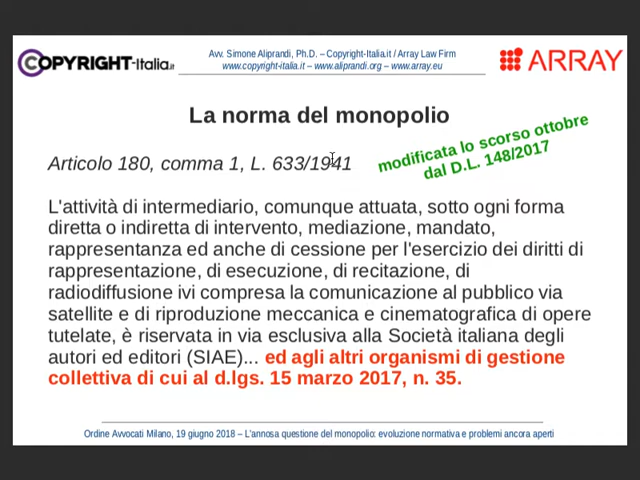 COPYRIGHT-Italia.it
Avv. Simone Aliprandi, Ph.D. – Copyright-Italia.it / Array Law Firm
www.copyright-italia.it – www.aliprandi.org – www.array.eu
ARRAY
La norma del monopolio
modificata lo scorso ottobre
dal D.L. 148/2017
Articolo 180, comma 1, L. 633/1941
L'attività di intermediario, comunque attuata, sotto ogni forma
diretta o indiretta di intervento, mediazione, mandato,
rappresentanza ed anche di cessione per l'esercizio dei diritti di
rappresentazione, di esecuzione, di recitazione, di
radiodiffusione ivi compresa la comunicazione al pubblico via
satellite e di riproduzione meccanica e cinematografica di opere
tutelate, è riservata in via esclusiva alla Società italiana degli
autori ed editori (SIAE)... ed agli altri organismi di gestione
collettiva di cui al d.lgs. 15 marzo 2017, n. 35.
Ordine Avvocati Milano, 19 giugno 2018 – L'annosa questione del monopolio: evoluzione normativa e problemi ancora aperti